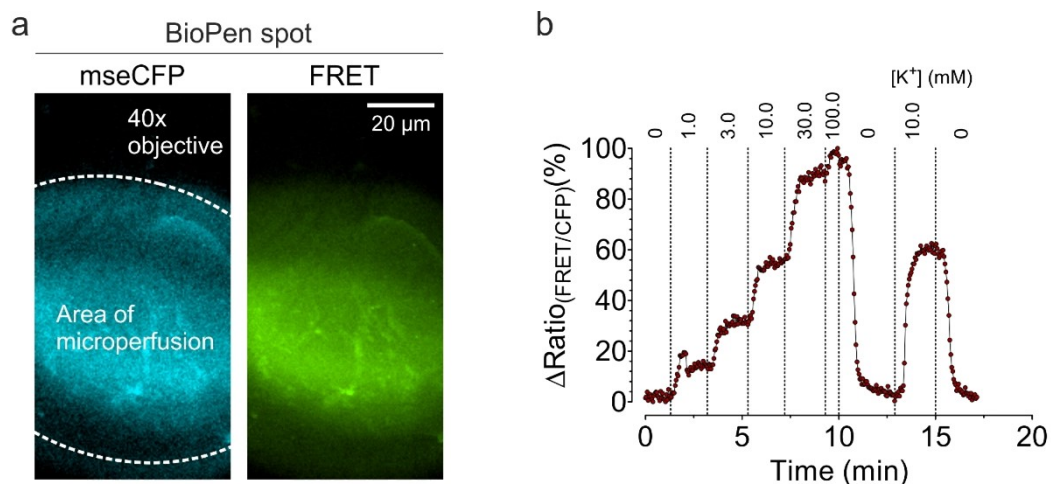 a
BioPen spot
mseCFP
FRET
40x
objective
20 µm
Area of
microperfusion
b
[K⁺] (mM)
0
1.0
3.0
10.0
30.0
100.0
0
10.0
0
ΔRatio(FRET/CFP)(%)
100
80
60
40
20
0
0
5
10
15
20
Time (min)